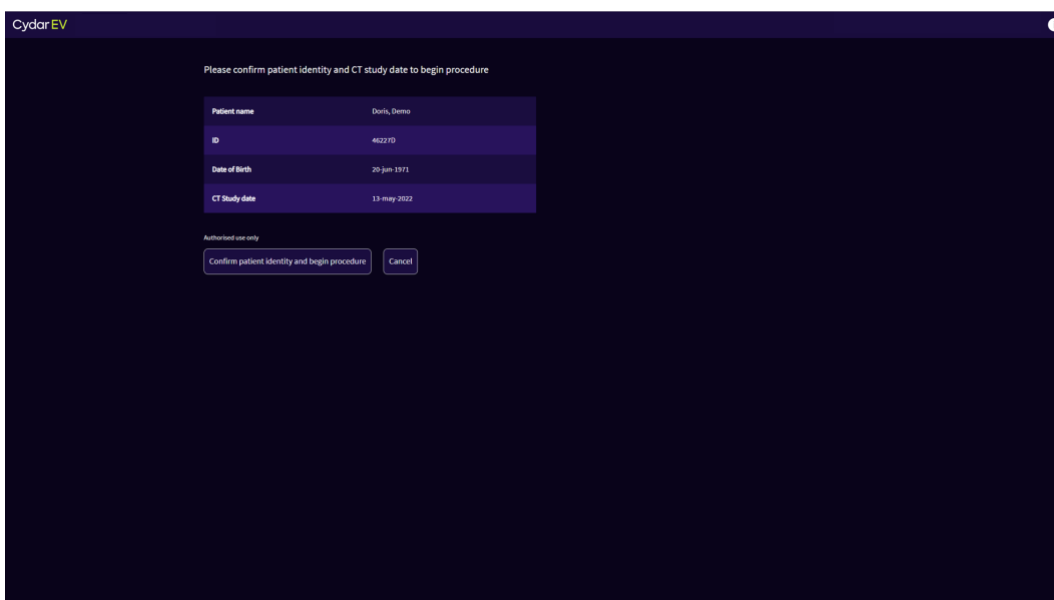 CydarEV
Please confirm patient identity and CT study date to begin procedure
Patient name Doris, Demo
ID 46227D
Date of Birth 20-jun-1971
CT Study date 13-may-2022
Authorised use only
Confirm patient identity and begin procedure Cancel